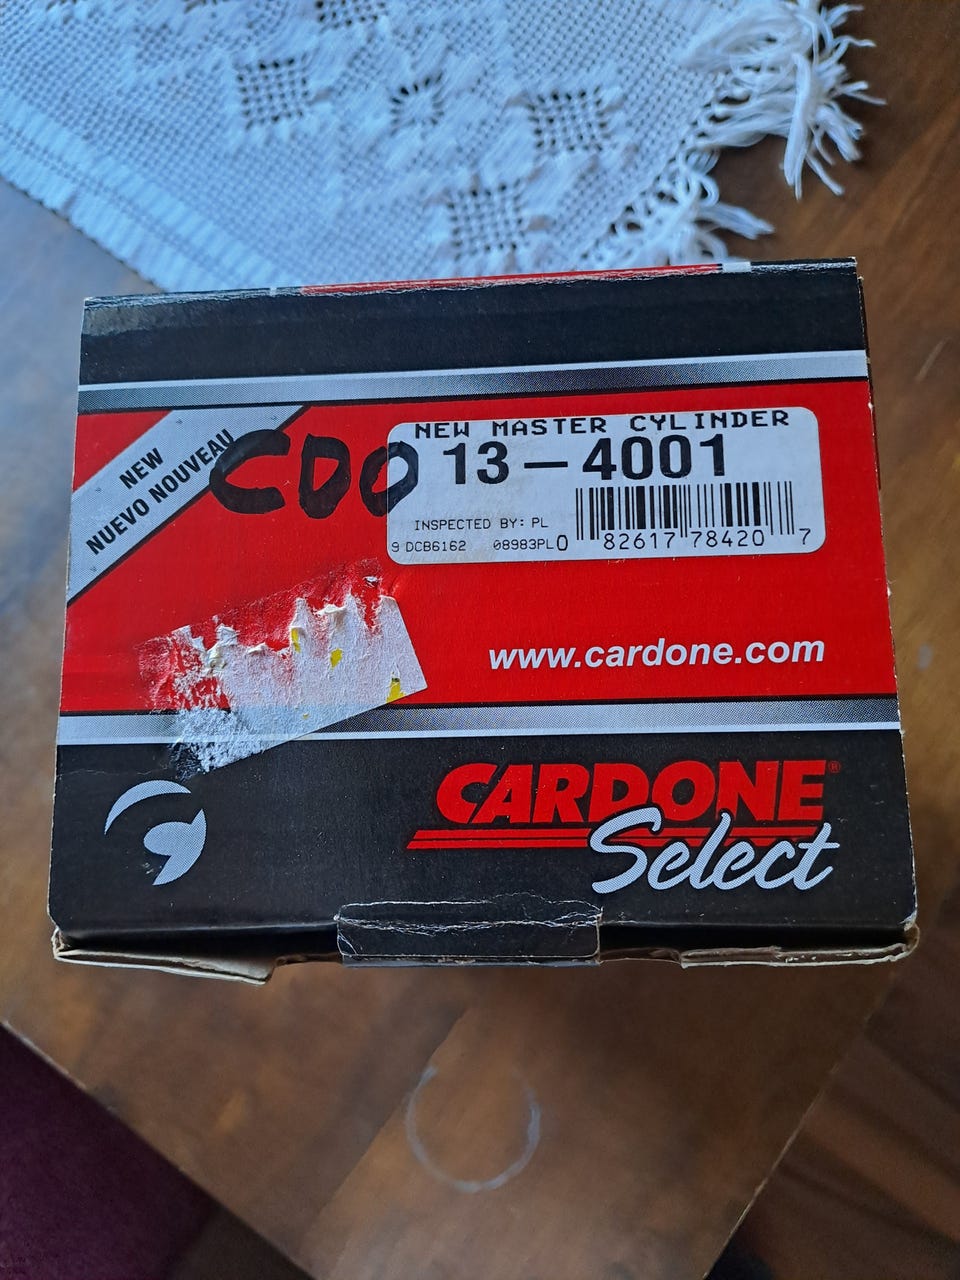 NEW
NUEVO NOUVEAU
CDO
NEW MASTER CYLINDER
13-4001
INSPECTED BY: PL
9 DCB6162 08983PL
0 82617 78420 7
www.cardone.com
CARDONE®
Select